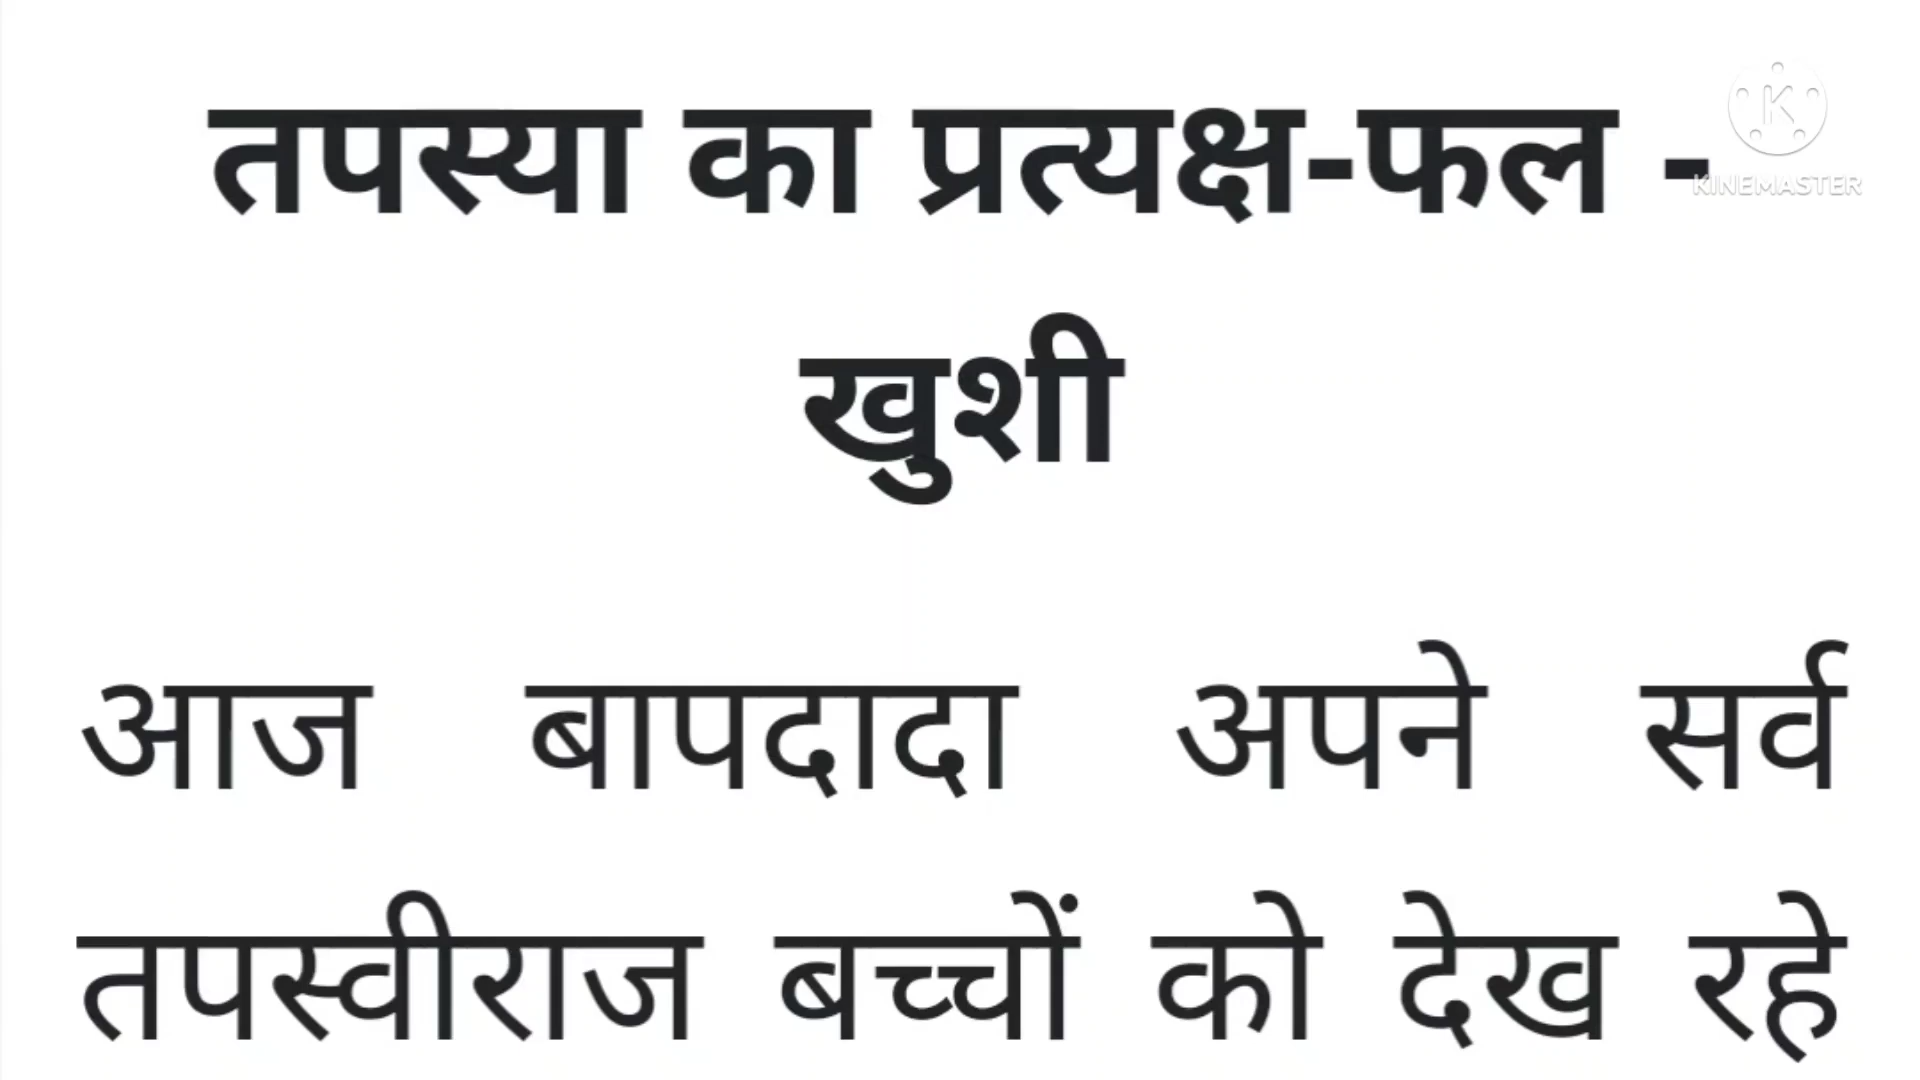 तपस्या का प्रत्यक्ष-फल -
खुशी
आज बापदादा अपने सर्व
तपस्वीराज बच्चों को देख रहे
K
KINEMASTER